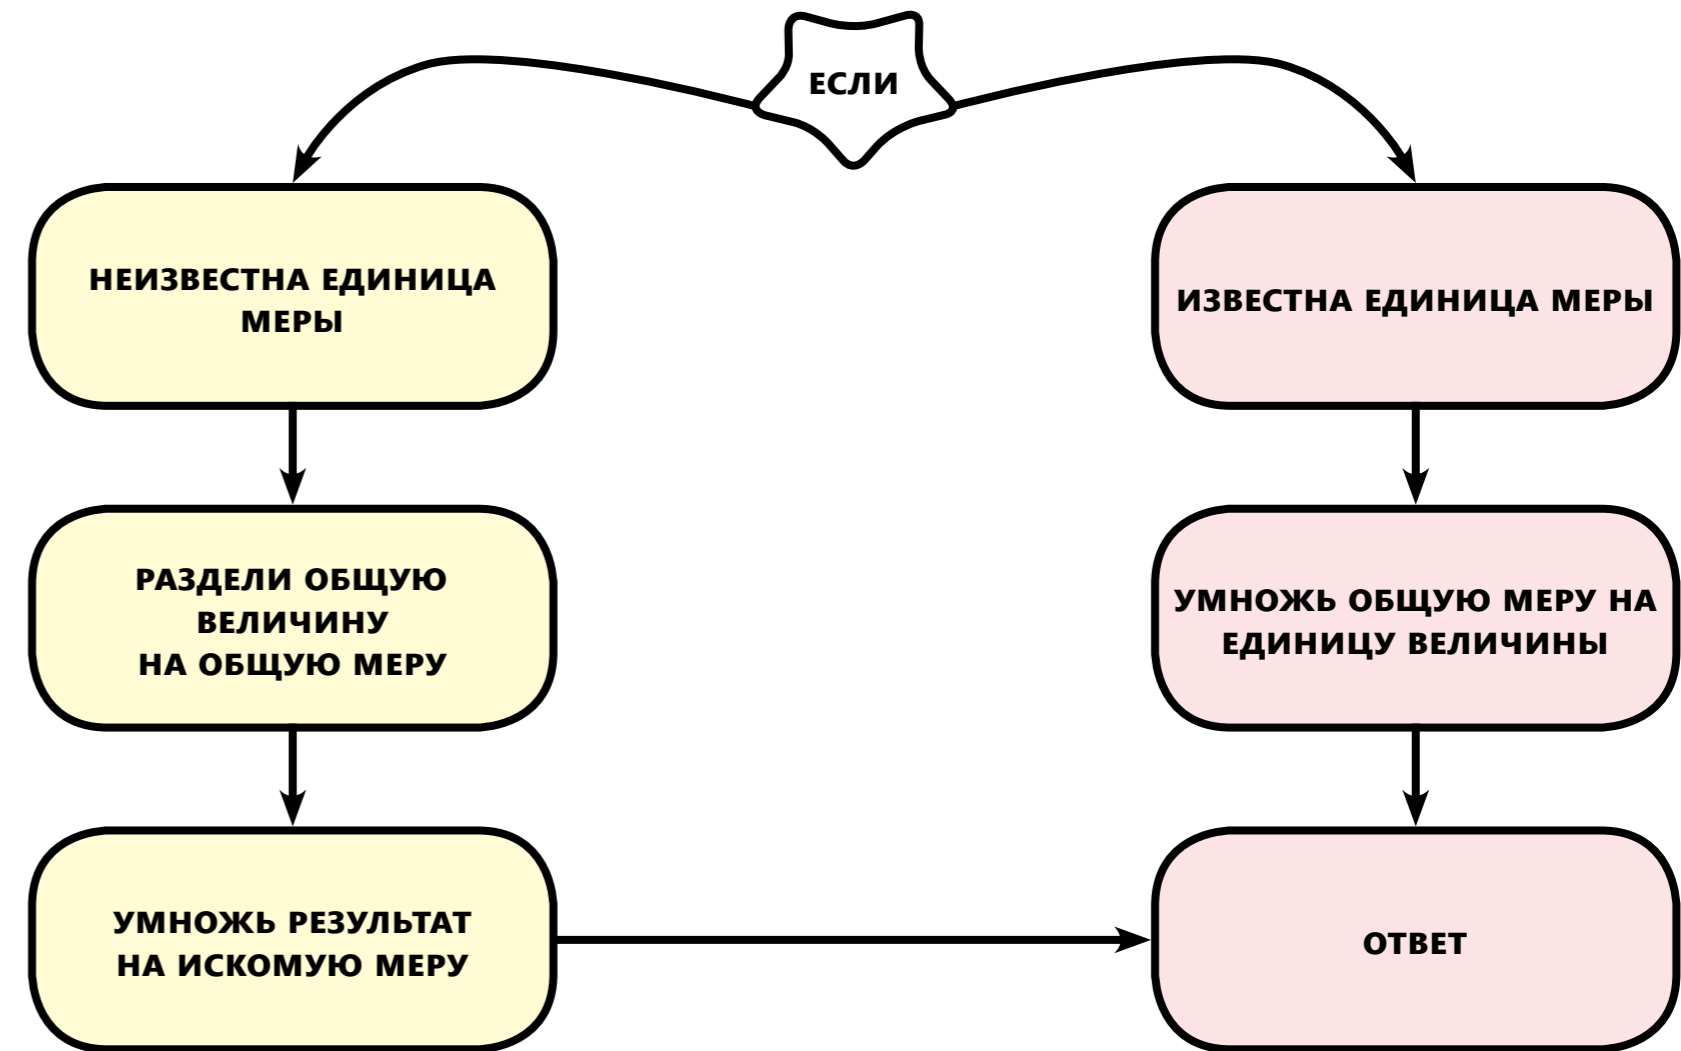 ЕСЛИ
НЕИЗВЕСТНА ЕДИНИЦА
МЕРЫ
РАЗДЕЛИ ОБЩУЮ
ВЕЛИЧИНУ
НА ОБЩУЮ МЕРУ
УМНОЖЬ РЕЗУЛЬТАТ
НА ИСКОМУЮ МЕРУ
ИЗВЕСТНА ЕДИНИЦА МЕРЫ
УМНОЖЬ ОБЩУЮ МЕРУ НА
ЕДИНИЦУ ВЕЛИЧИНЫ
ОТВЕТ